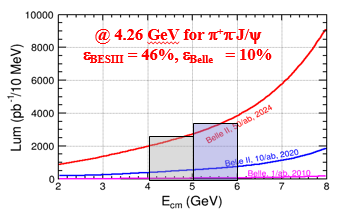 10000
8000
6000
4000
2000
0
Lum (pb⁻¹/10 MeV)
@ 4.26 GeV for π⁺π⁻J/ψ
εBESIII = 46%, εBelle = 10%
Belle II, 50/ab, 2024
Belle II, 10/ab, 2020
Belle, 1/ab, 2010
2 3 4 5 6 7 8
Ecm (GeV)